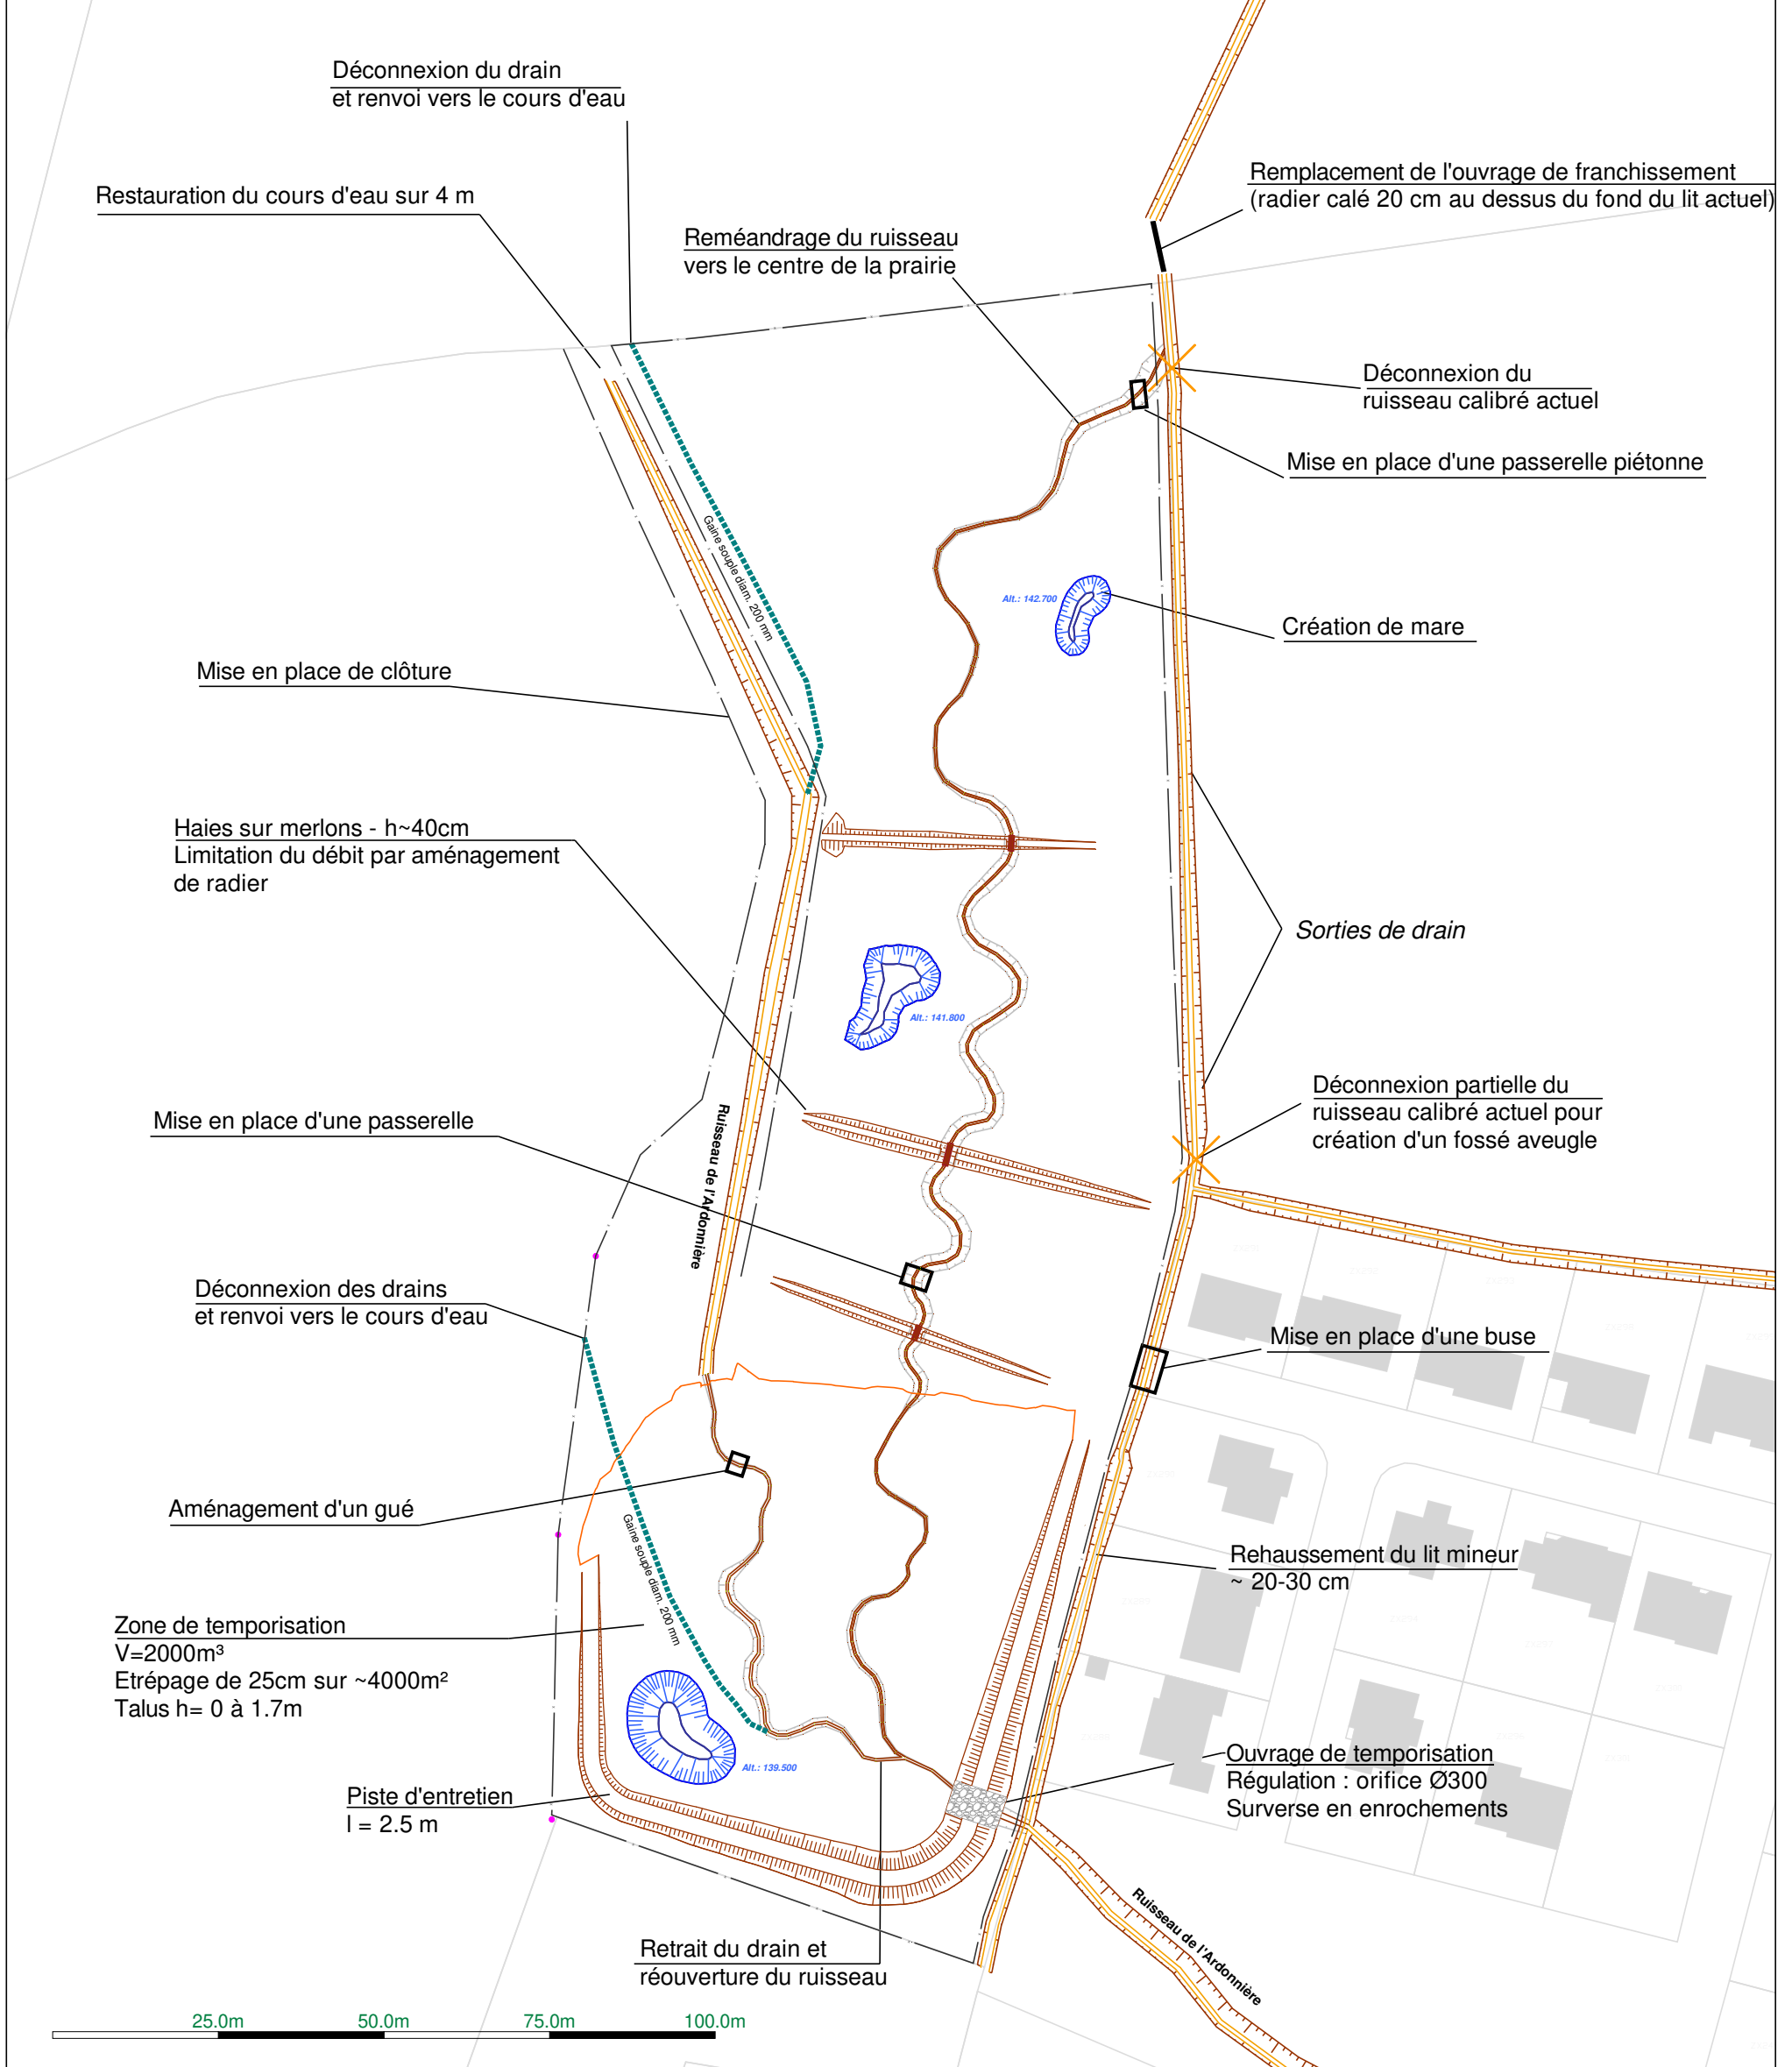 Déconnexion du drain
et renvoi vers le cours d'eau
Remplacement de l'ouvrage de franchissement
(radier calé 20 cm au dessus du fond du lit actuel)
Restauration du cours d'eau sur 4 m
Reméandrage du ruisseau
vers le centre de la prairie
Déconnexion du
ruisseau calibré actuel
Mise en place d'une passerelle piétonne
Gaine souple diam. 200 mm
Alt.: 142.700
Création de mare
Mise en place de clôture
Haies sur merlons - h~40cm
Limitation du débit par aménagement
de radier
Sorties de drain
Alt.: 141.800
Déconnexion partielle du
ruisseau calibré actuel pour
création d'un fossé aveugle
Mise en place d'une passerelle
Ruisseau de l'Ardonnière
Déconnexion des drains
et renvoi vers le cours d'eau
Mise en place d'une buse
Aménagement d'un gué
Gaine souple diam. 200 mm
Rehaussement du lit mineur
~ 20-30 cm
Zone de temporisation
V=2000m³
Etrépage de 25cm sur ~4000m²
Talus h= 0 à 1.7m
Alt.: 139.500
Ouvrage de temporisation
Régulation : orifice Ø300
Surverse en enrochements
Piste d'entretien
l = 2.5 m
Ruisseau de l'Ardonnière
Retrait du drain et
réouverture du ruisseau
25.0m 50.0m 75.0m 100.0m